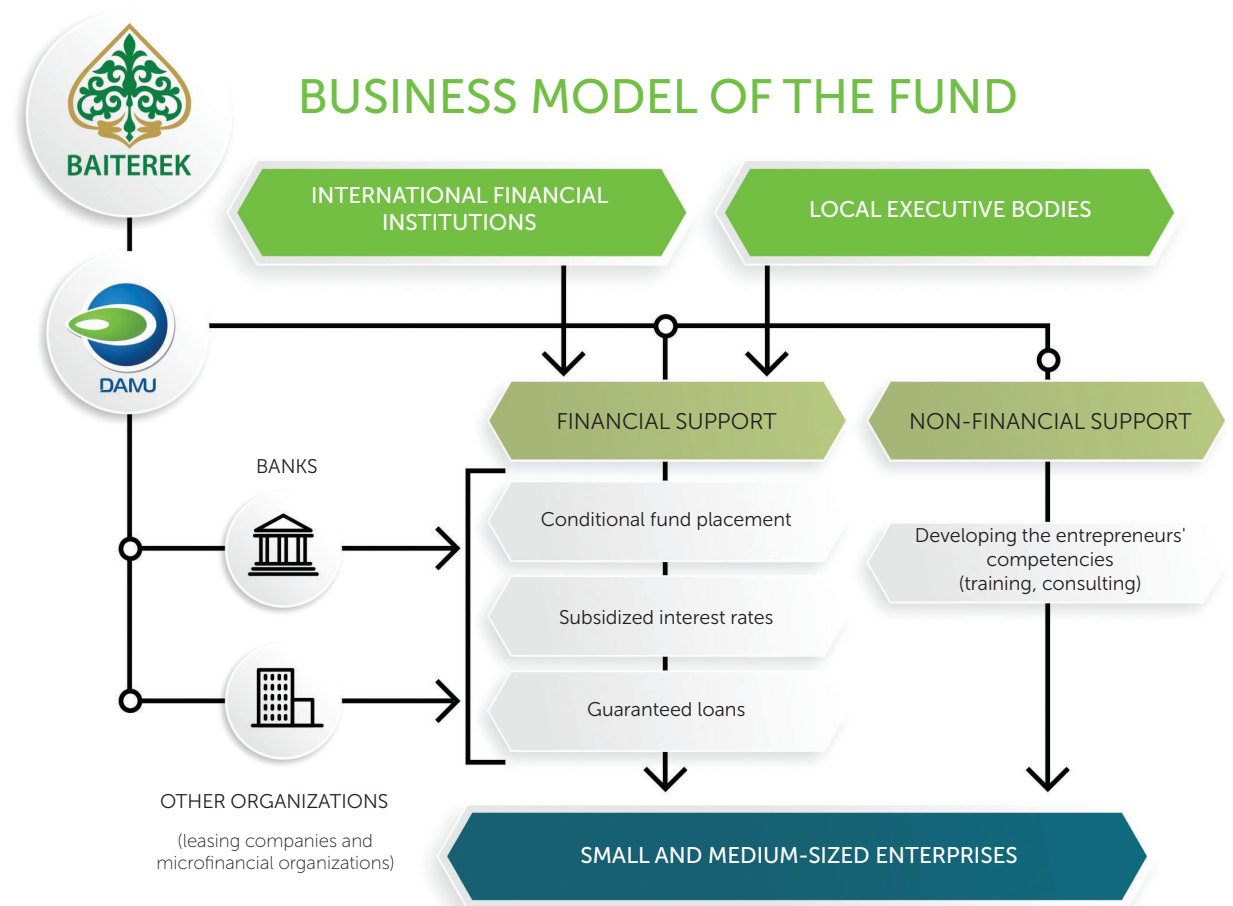 BAITEREK
BUSINESS MODEL OF THE FUND
INTERNATIONAL FINANCIAL
INSTITUTIONS
LOCAL EXECUTIVE BODIES
DAMU
FINANCIAL SUPPORT
NON-FINANCIAL SUPPORT
BANKS
Conditional fund placement
Developing the entrepreneurs'
competencies
(training, consulting)
Subsidized interest rates
Guaranteed loans
OTHER ORGANIZATIONS
(leasing companies and
microfinancial organizations)
SMALL AND MEDIUM-SIZED ENTERPRISES